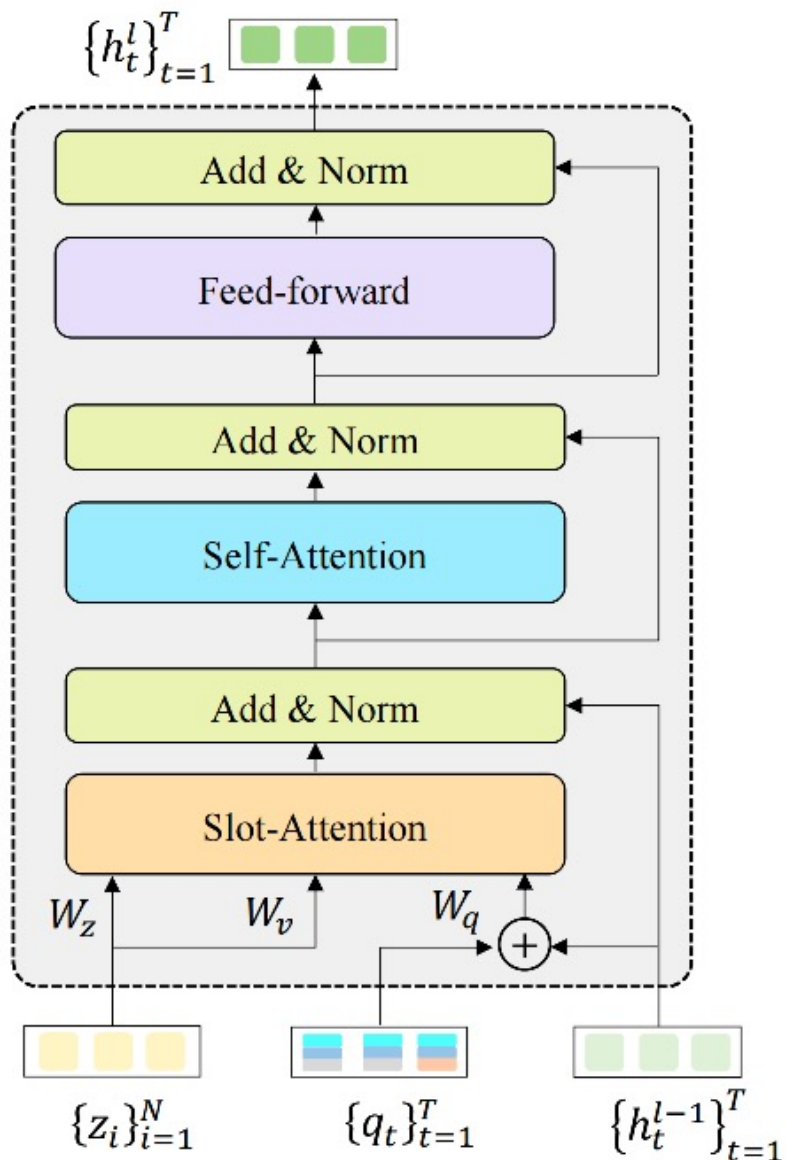 {h_t^l}_{t=1}^T
Add & Norm
Feed-forward
Add & Norm
Self-Attention
Add & Norm
Slot-Attention
W_z W_v W_q
+
{z_i}_{i=1}^N {q_t}_{t=1}^T {h_t^{l-1}}_{t=1}^T